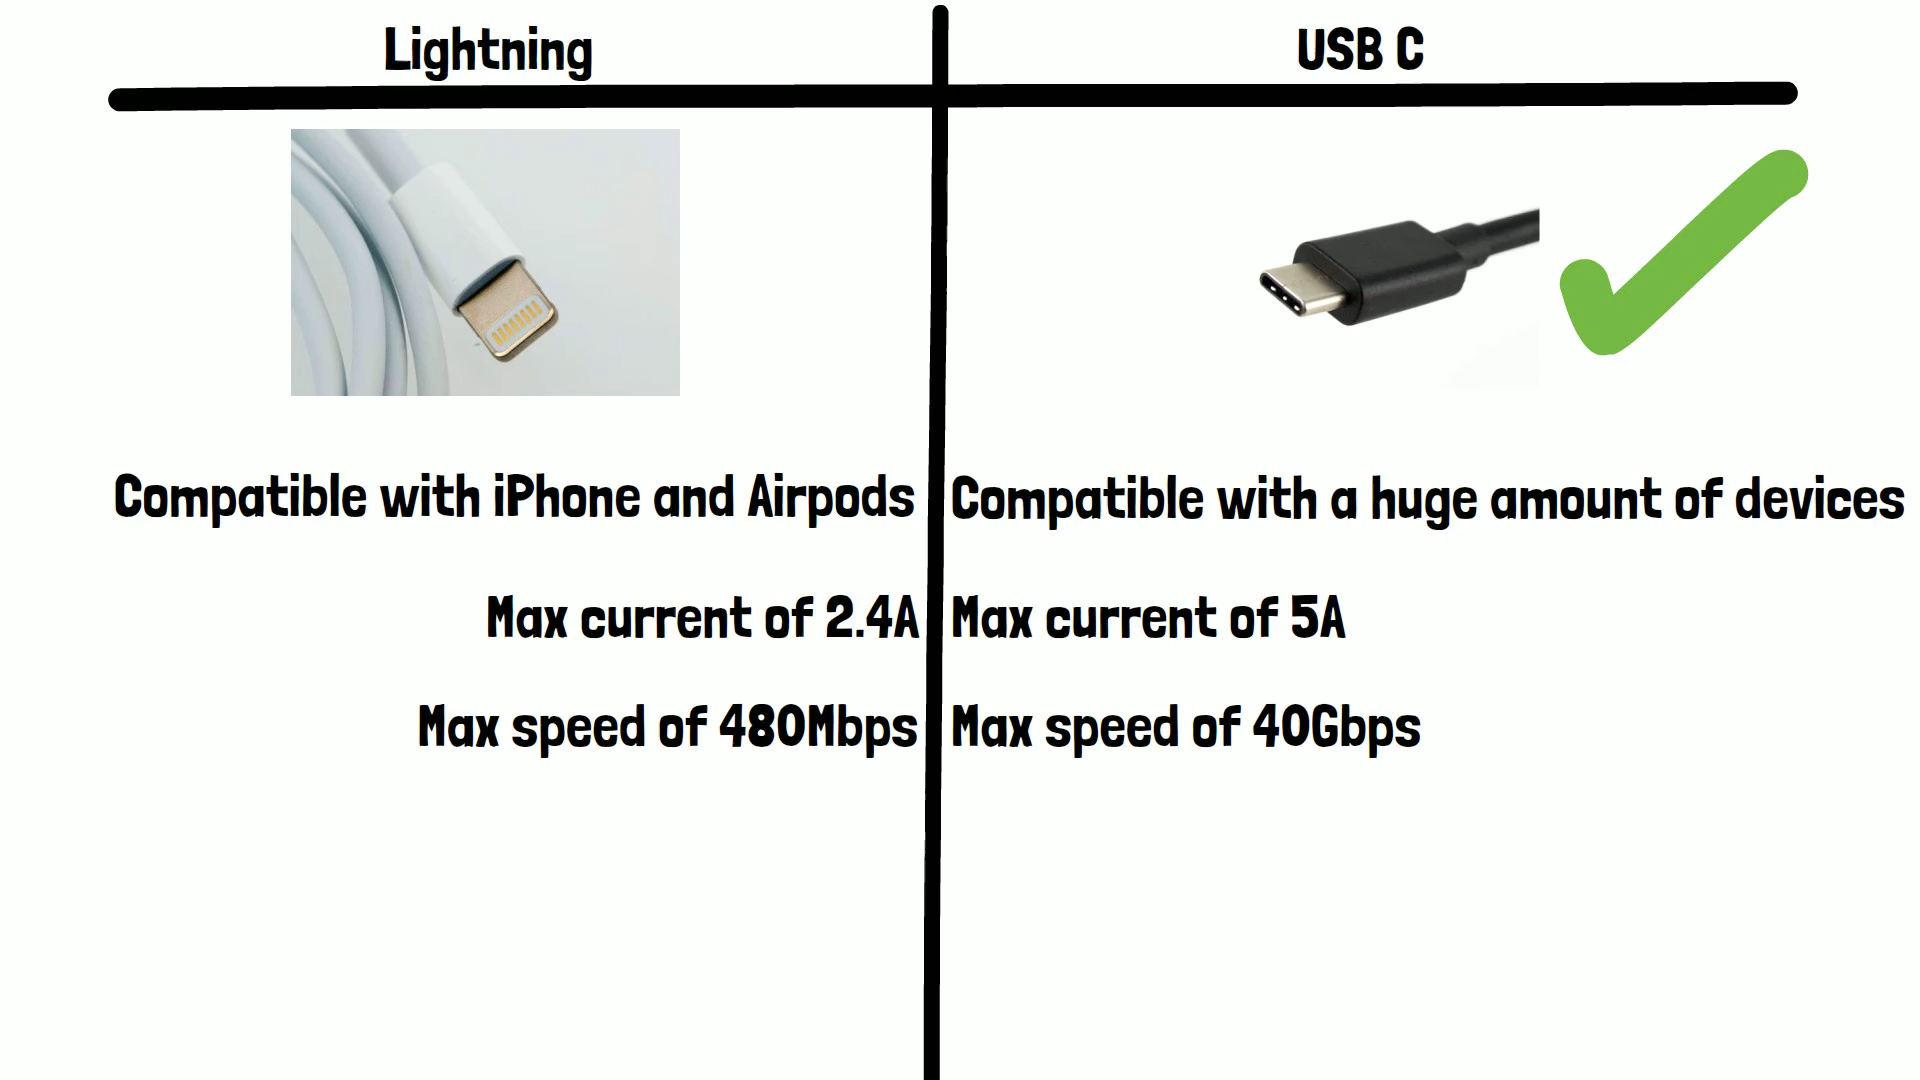 Lightning
USB C
Compatible with iPhone and Airpods
Compatible with a huge amount of devices
Max current of 2.4A
Max current of 5A
Max speed of 480Mbps
Max speed of 40Gbps